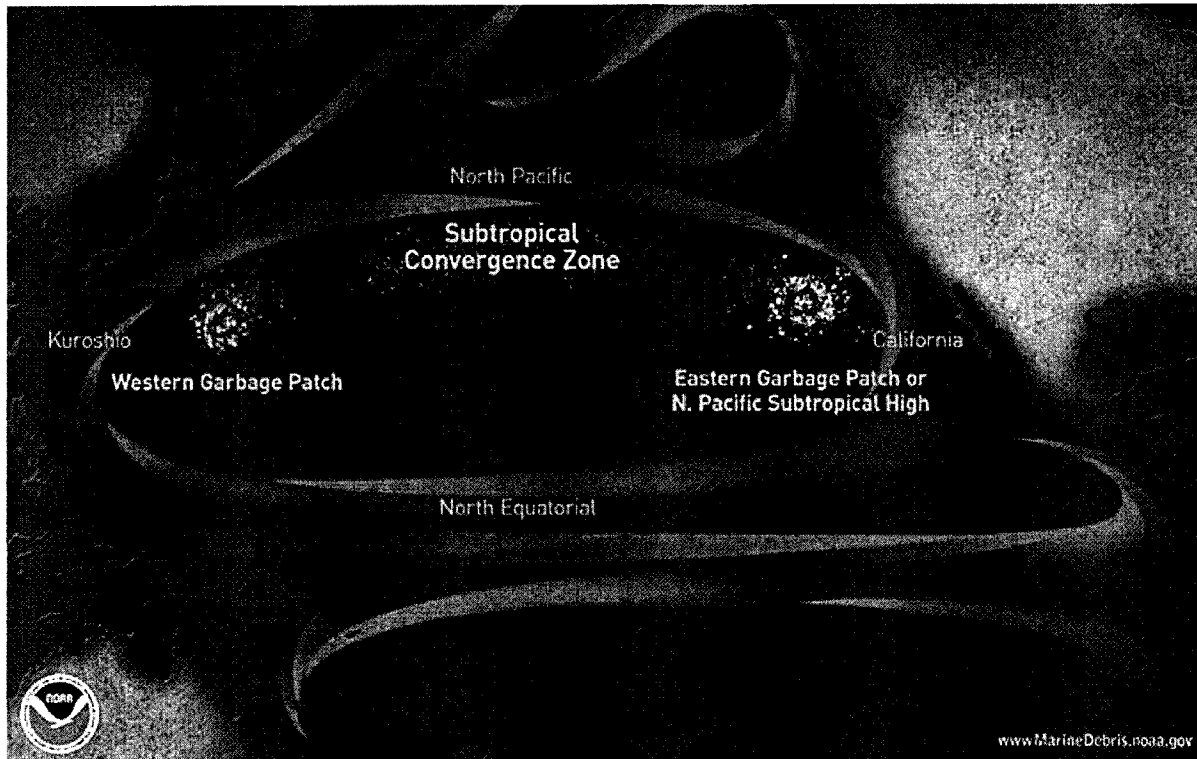 North Pacific
Subtropical
Convergence Zone
Kuroshio
California
Western Garbage Patch
Eastern Garbage Patch or
N. Pacific Subtropical High
North Equatorial
NOAA
www.MarineDebris.noaa.gov